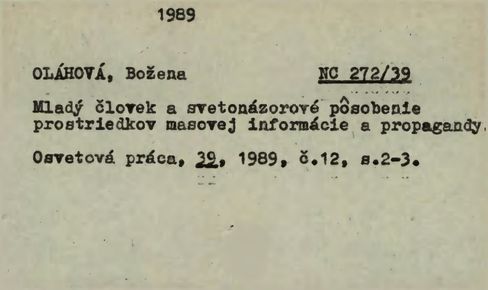 1989
OLÁHOVÁ, Božena NC 272/39
Mladý človek a svetonázorové pôsobenie
prostriedkov masovej informácie a propagandy.
Osvetová práca, 39, 1989, č.12, s.2-3.